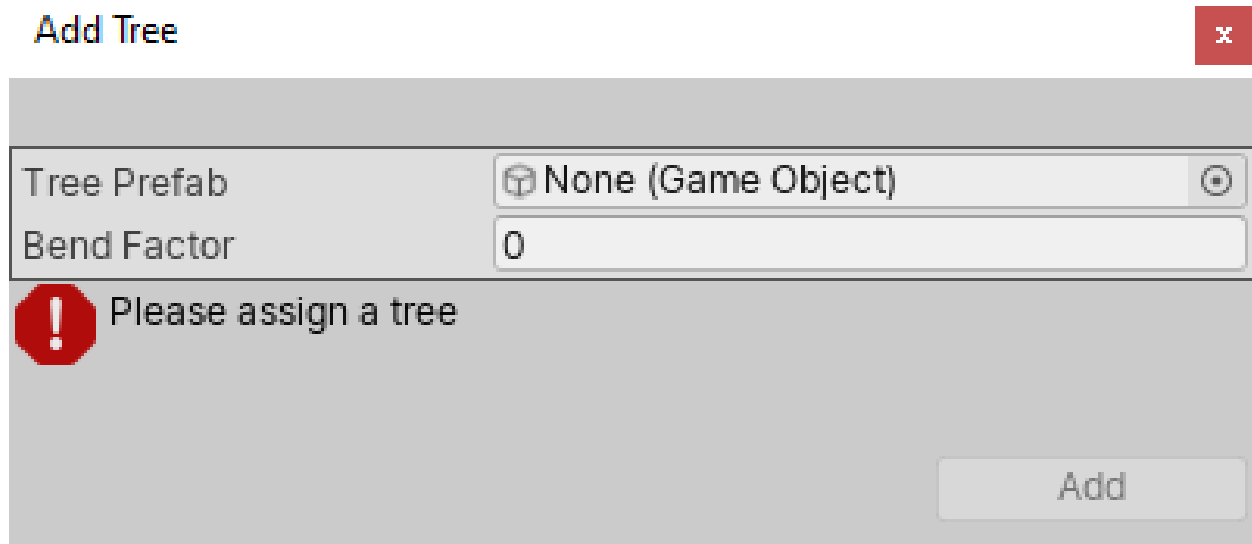 Add Tree
x
Tree Prefab None (Game Object)
Bend Factor 0
Please assign a tree
Add